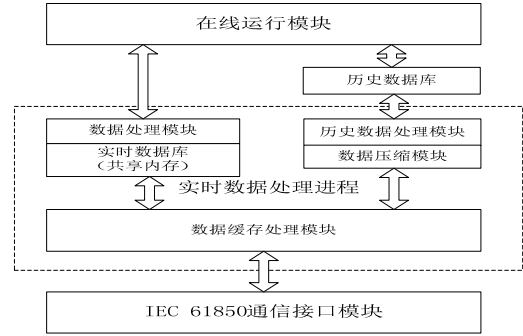 在线运行模块
历史数据库
数据处理模块
实时数据库
(共享内存)
历史数据处理模块
数据压缩模块
实时数据处理进程
数据缓存处理模块
IEC 61850通信接口模块